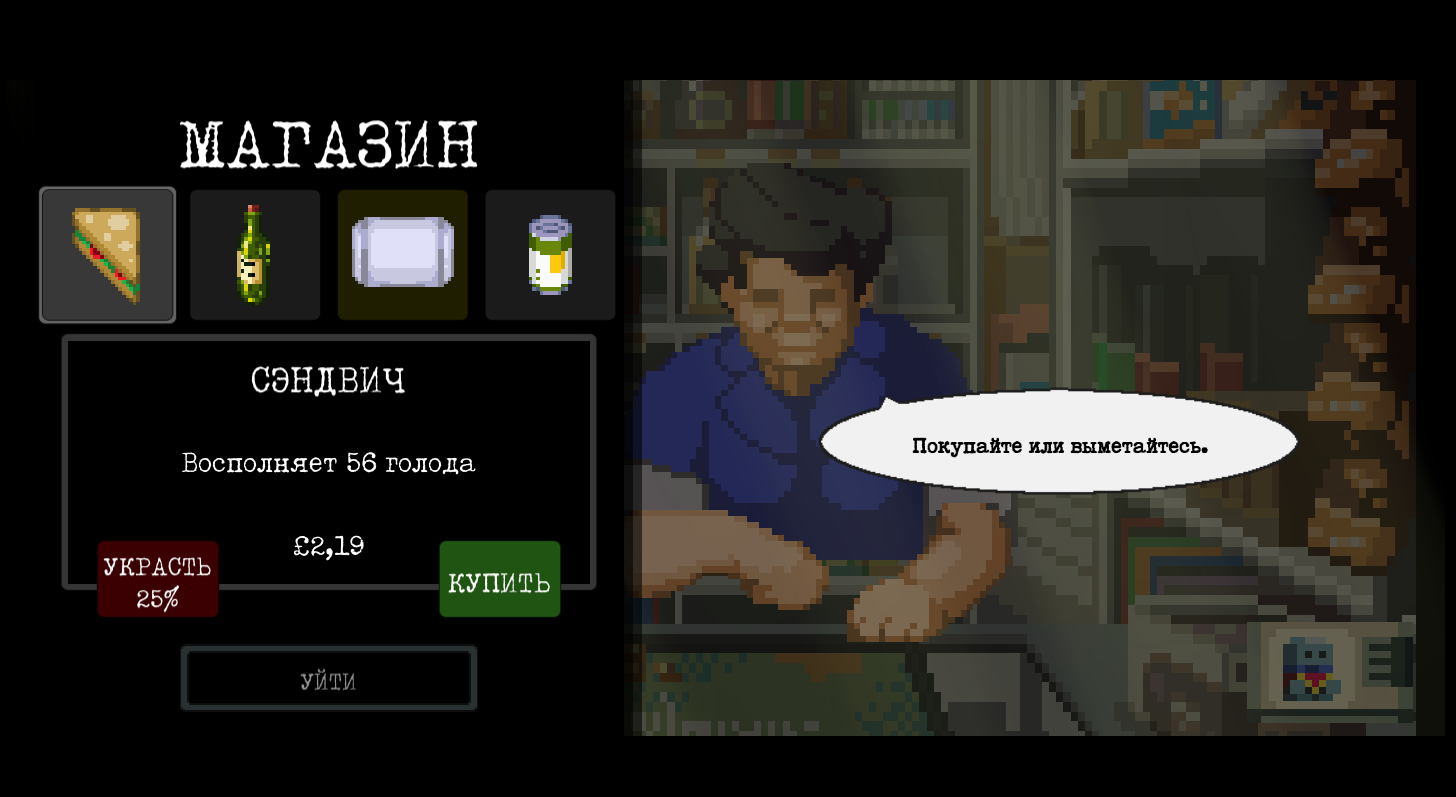 МАГАЗИН
СЭНДВИЧ
Восполняет 56 голода
£2,19
УКРАСТЬ
25%
КУПИТЬ
УЙТИ
Покупайте или выметайтесь.